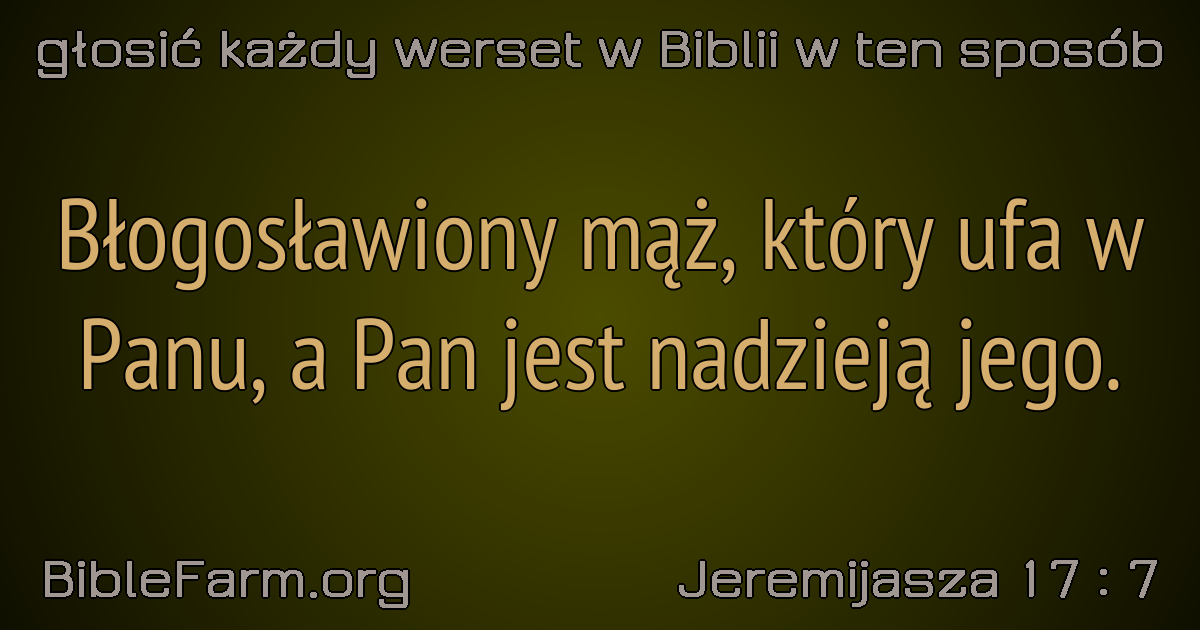 głosić każdy werset w Biblii w ten sposób
Błogosławiony mąż, który ufa w
Panu, a Pan jest nadzieją jego.
BibleFarm.org
Jeremijasza 17 : 7